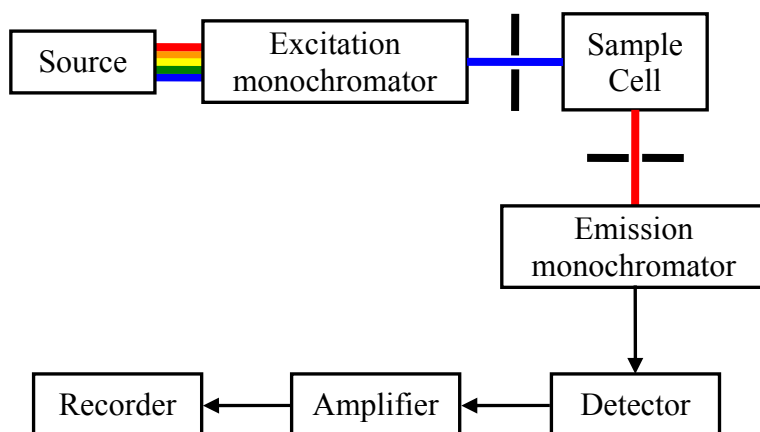 Source
Excitation
monochromator
Sample
Cell
Emission
monochromator
Recorder
Amplifier
Detector